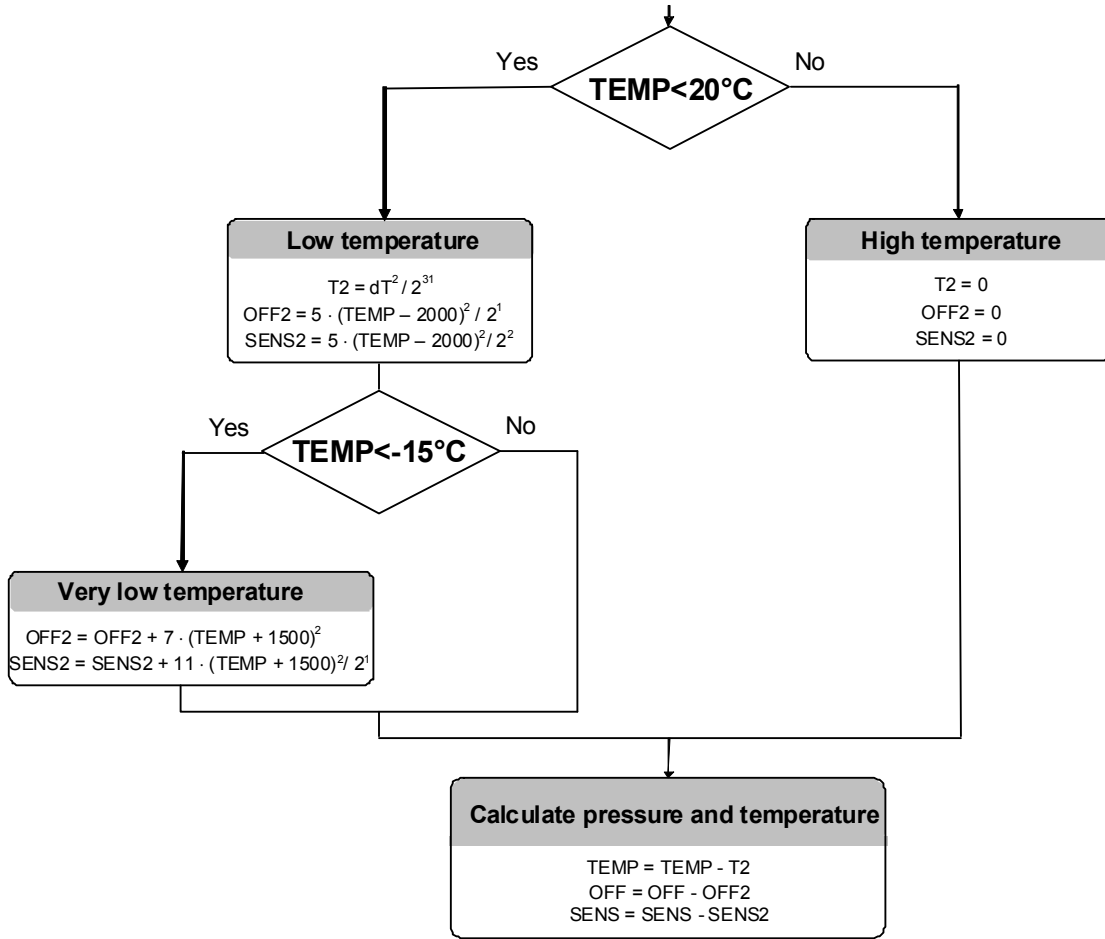 Yes
No
TEMP<20°C
Low temperature
T2 = dT² / 2³¹
OFF2 = 5 · (TEMP – 2000)² / 2¹
SENS2 = 5 · (TEMP – 2000)² / 2²
High temperature
T2 = 0
OFF2 = 0
SENS2 = 0
Yes
No
TEMP<-15°C
Very low temperature
OFF2 = OFF2 + 7 · (TEMP + 1500)²
SENS2 = SENS2 + 11 · (TEMP + 1500)² / 2¹
Calculate pressure and temperature
TEMP = TEMP - T2
OFF = OFF - OFF2
SENS = SENS - SENS2